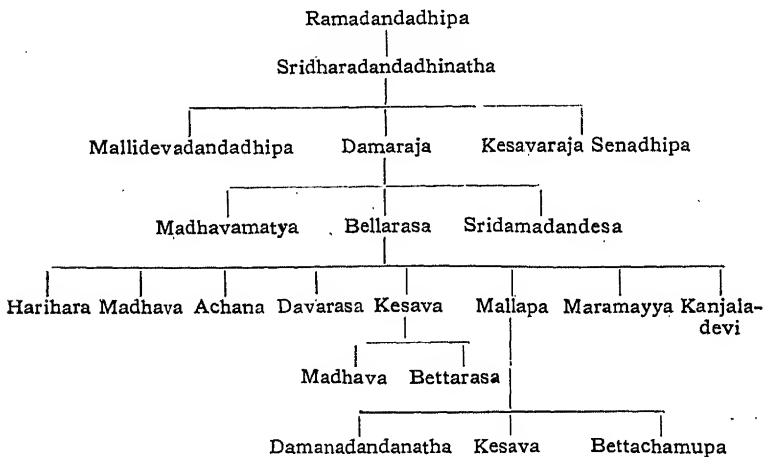 Ramadandadhipa
Sridharadandadhinatha
Mallidevadandadhipa Damaraja Kesavaraja Senadhipa
Madhavamatya Bellarasa Sridamadandesa
Harihara Madhava Achana Davarasa Kesava Mallapa Maramayya Kanjala-
devi
Madhava Bettarasa
Damanadandanatha Kesava Bettachamupa